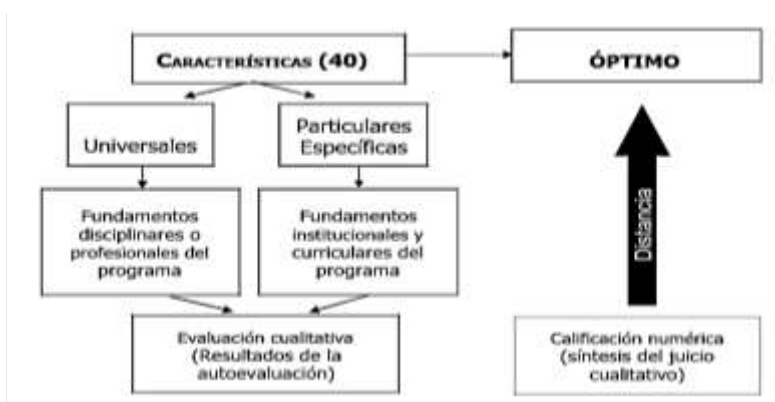 CARACTERÍSTICAS (40)
ÓPTIMO
Universales
Particulares
Específicas
Fundamentos
disciplinares o
profesionales del
programa
Fundamentos
institucionales y
curriculares del
programa
Distancia
Evaluación cualitativa
(Resultados de la
autoevaluación)
Calificación numérica
(síntesis del juicio
cualitativo)